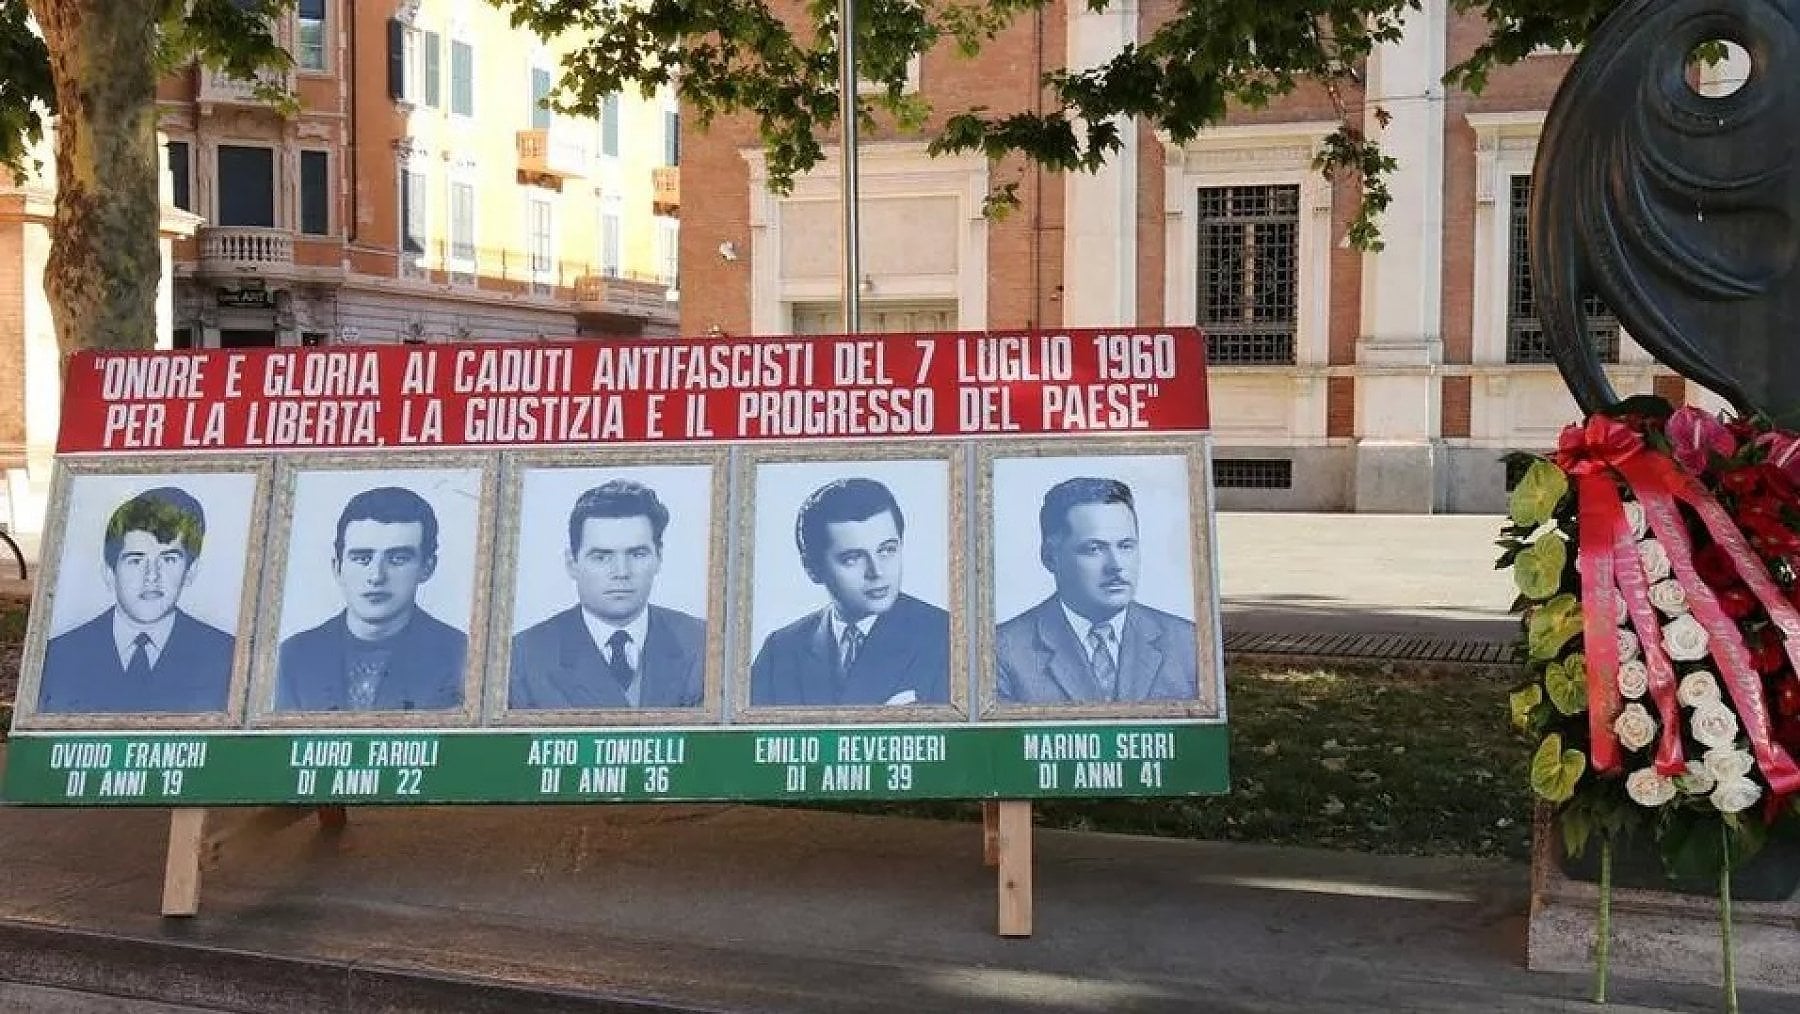 "ONORE E GLORIA AI CADUTI ANTIFASCISTI DEL 7 LUGLIO 1960
PER LA LIBERTA', LA GIUSTIZIA E IL PROGRESSO DEL PAESE"
OVIDIO FRANCHI
DI ANNI 19
LAURO FARIOLI
DI ANNI 22
AFRO TONDELLI
DI ANNI 36
EMILIO REVERBERI
DI ANNI 39
MARINO SERRI
DI ANNI 41